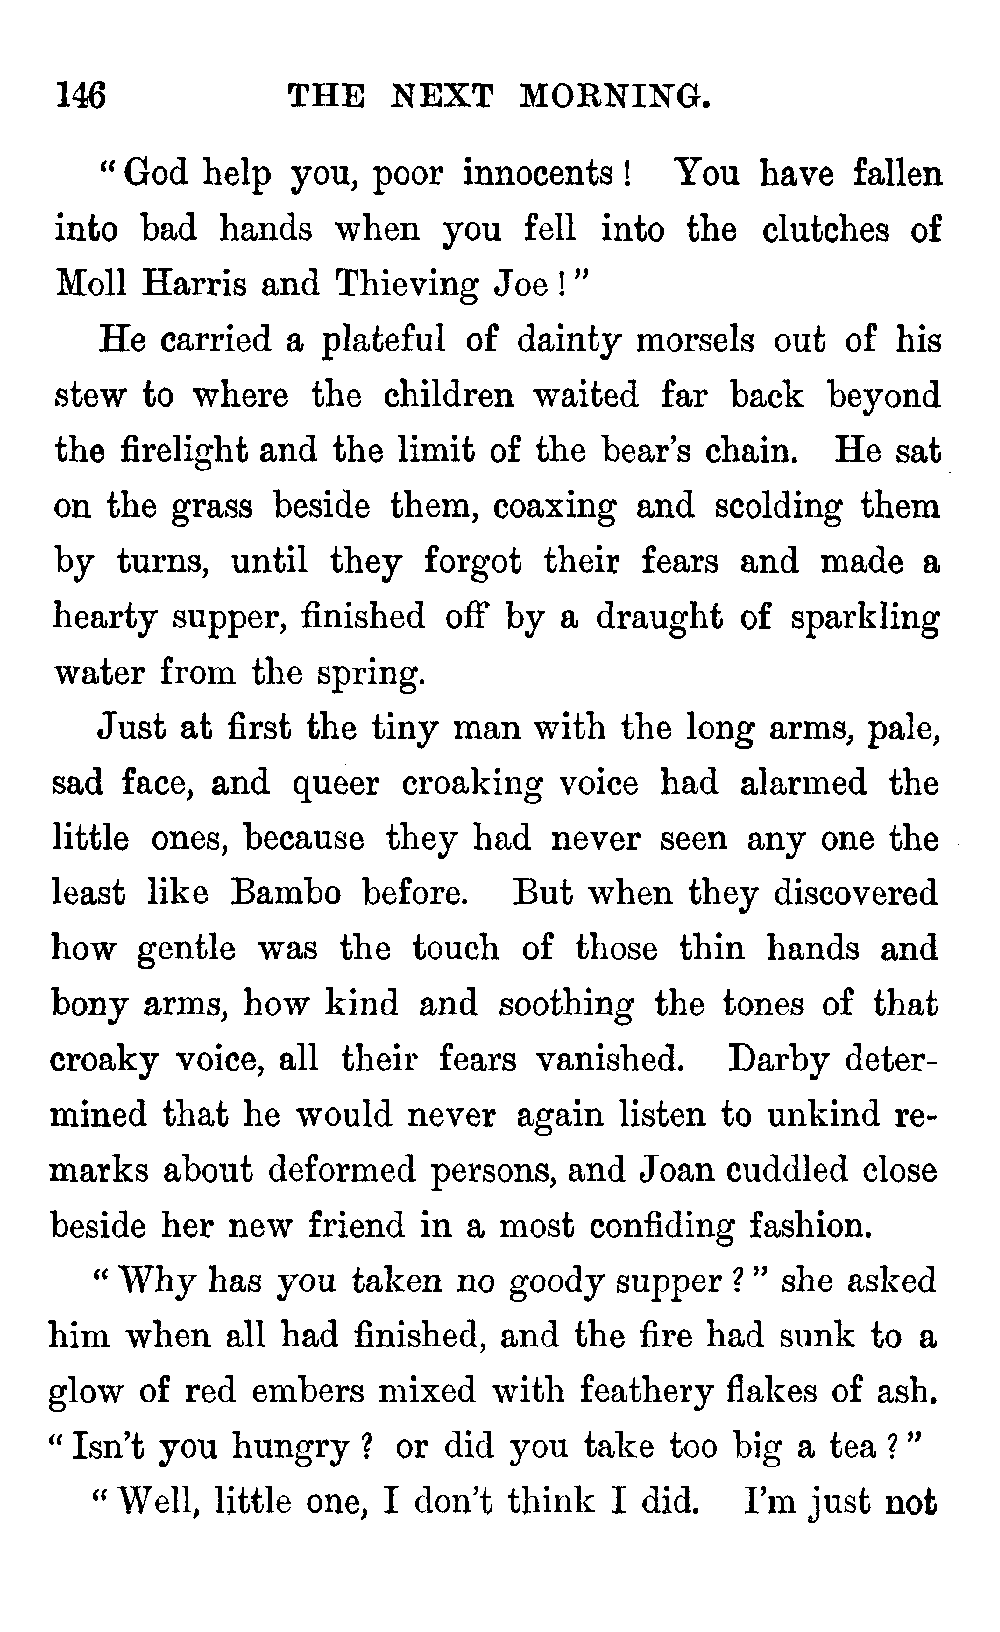 146 THE NEXT MORNING.
“ God help you, poor innocents ! You have fallen
into bad hands when you fell into the clutches of
Moll Harris and Thieving Joe ! ”
He carried a plateful of dainty morsels out of his
stew to where the children waited far back beyond
the firelight and the limit of the bear’s chain. He sat
on the grass beside them, coaxing and scolding them
by turns, until they forgot their fears and made a
hearty supper, finished off by a draught of sparkling
water from the spring.
Just at first the tiny man with the long arms, pale,
sad face, and queer croaking voice had alarmed the
little ones, because they had never seen any one the
least like Bambo before. But when they discovered
how gentle was the touch of those thin hands and
bony arms, how kind and soothing the tones of that
croaky voice, all their fears vanished. Darby deter-
mined that he would never again listen to unkind re-
marks about deformed persons, and Joan cuddled close
beside her new friend in a most confiding fashion.
“ Why has you taken no goody supper ? ” she asked
him when all had finished, and the fire had sunk to a
glow of red embers mixed with feathery flakes of ash.
“ Isn’t you hungry ? or did you take too big a tea ? ”
“ Well, little one, I don’t think I did. I’m just not